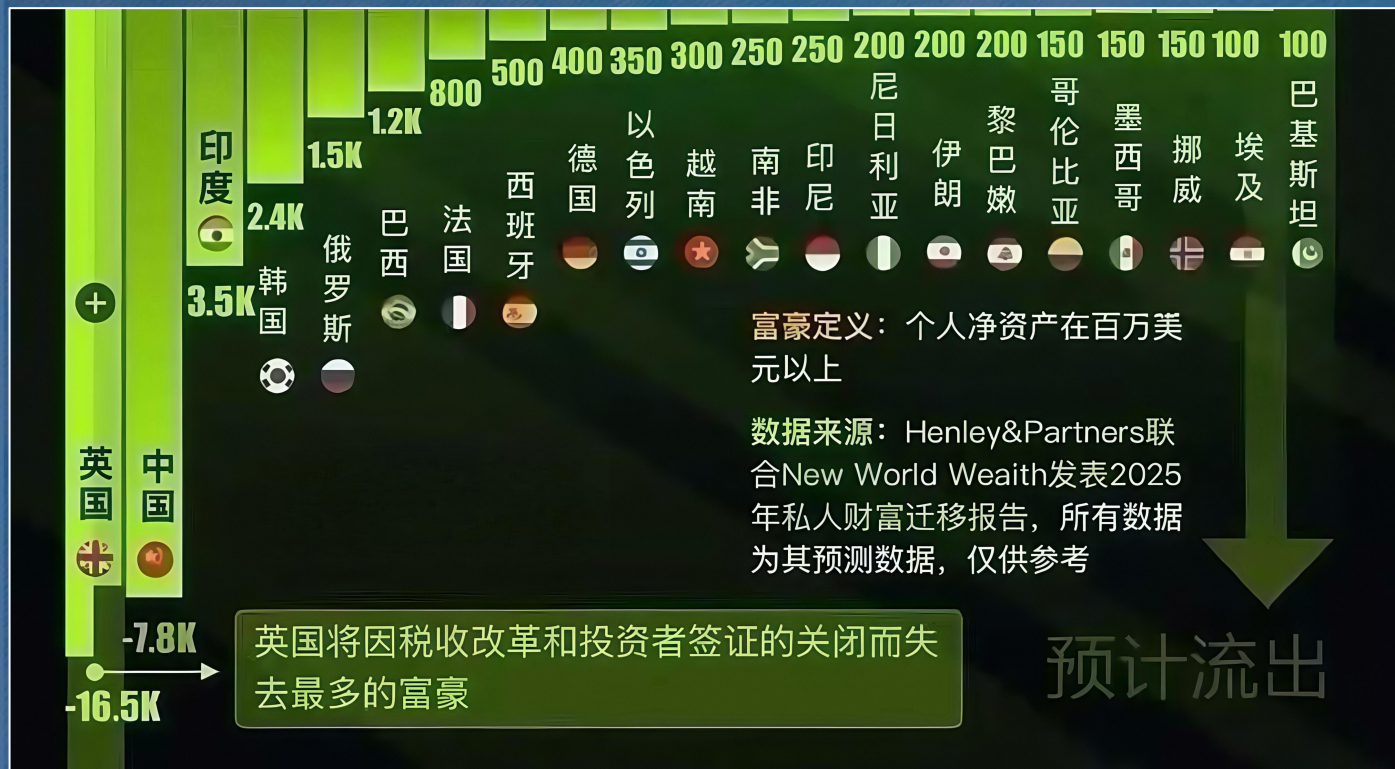 400 350 300 250 250 200 200 200 150 150 150 100 100
500
800
1.2K
1.5K
2.4K
3.5K
-7.8K
-16.5K
英国
中国
印度
韩国
俄罗斯
巴西
法国
西班牙
德国
以色列
越南
南非
印尼
尼日利亚
伊朗
黎巴嫩
哥伦比亚
墨西哥
挪威
埃及
巴基斯坦
富豪定义：个人净资产在百万美
元以上
数据来源：Henley&Partners联
合New World Weaith发表2025
年私人财富迁移报告，所有数据
为其预测数据，仅供参考
英国将因税收改革和投资者签证的关闭而失
去最多的富豪
预计流出